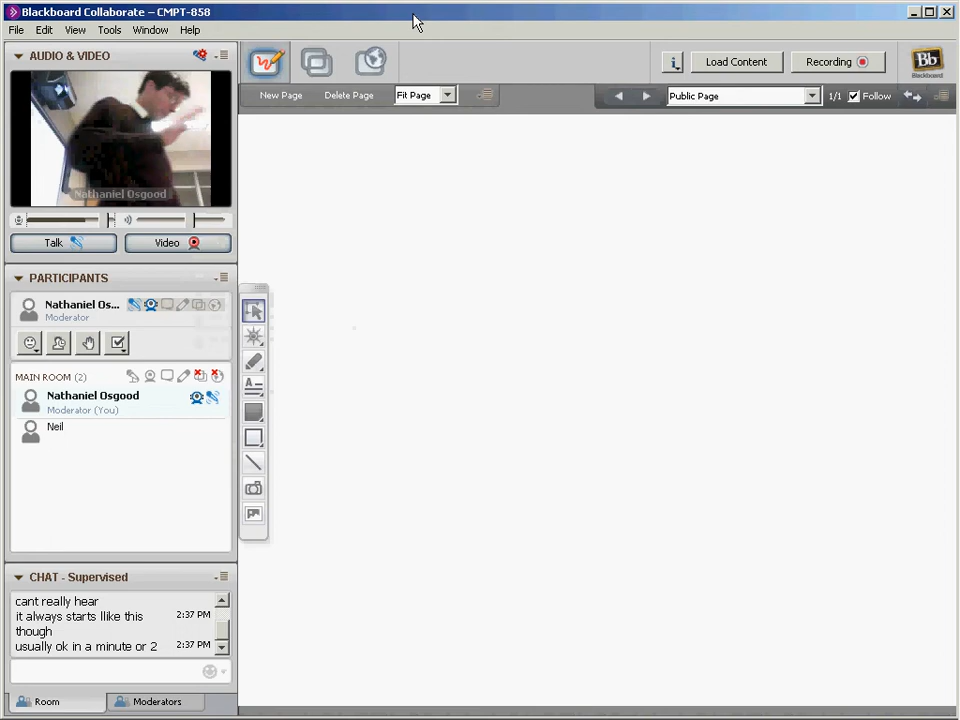 Blackboard Collaborate – CMPT-858
File Edit View Tools Window Help
AUDIO & VIDEO
Nathaniel Osgood
Talk Video
PARTICIPANTS
Nathaniel Os...
Moderator
MAIN ROOM (2)
Nathaniel Osgood
Moderator (You)
Neil
CHAT - Supervised
cant really hear
it always starts llike this 2:37 PM
though
usually ok in a minute or 2 2:37 PM
Room Moderators
Load Content Recording
Bb
Blackboard
New Page Delete Page Fit Page Public Page 1/1 Follow